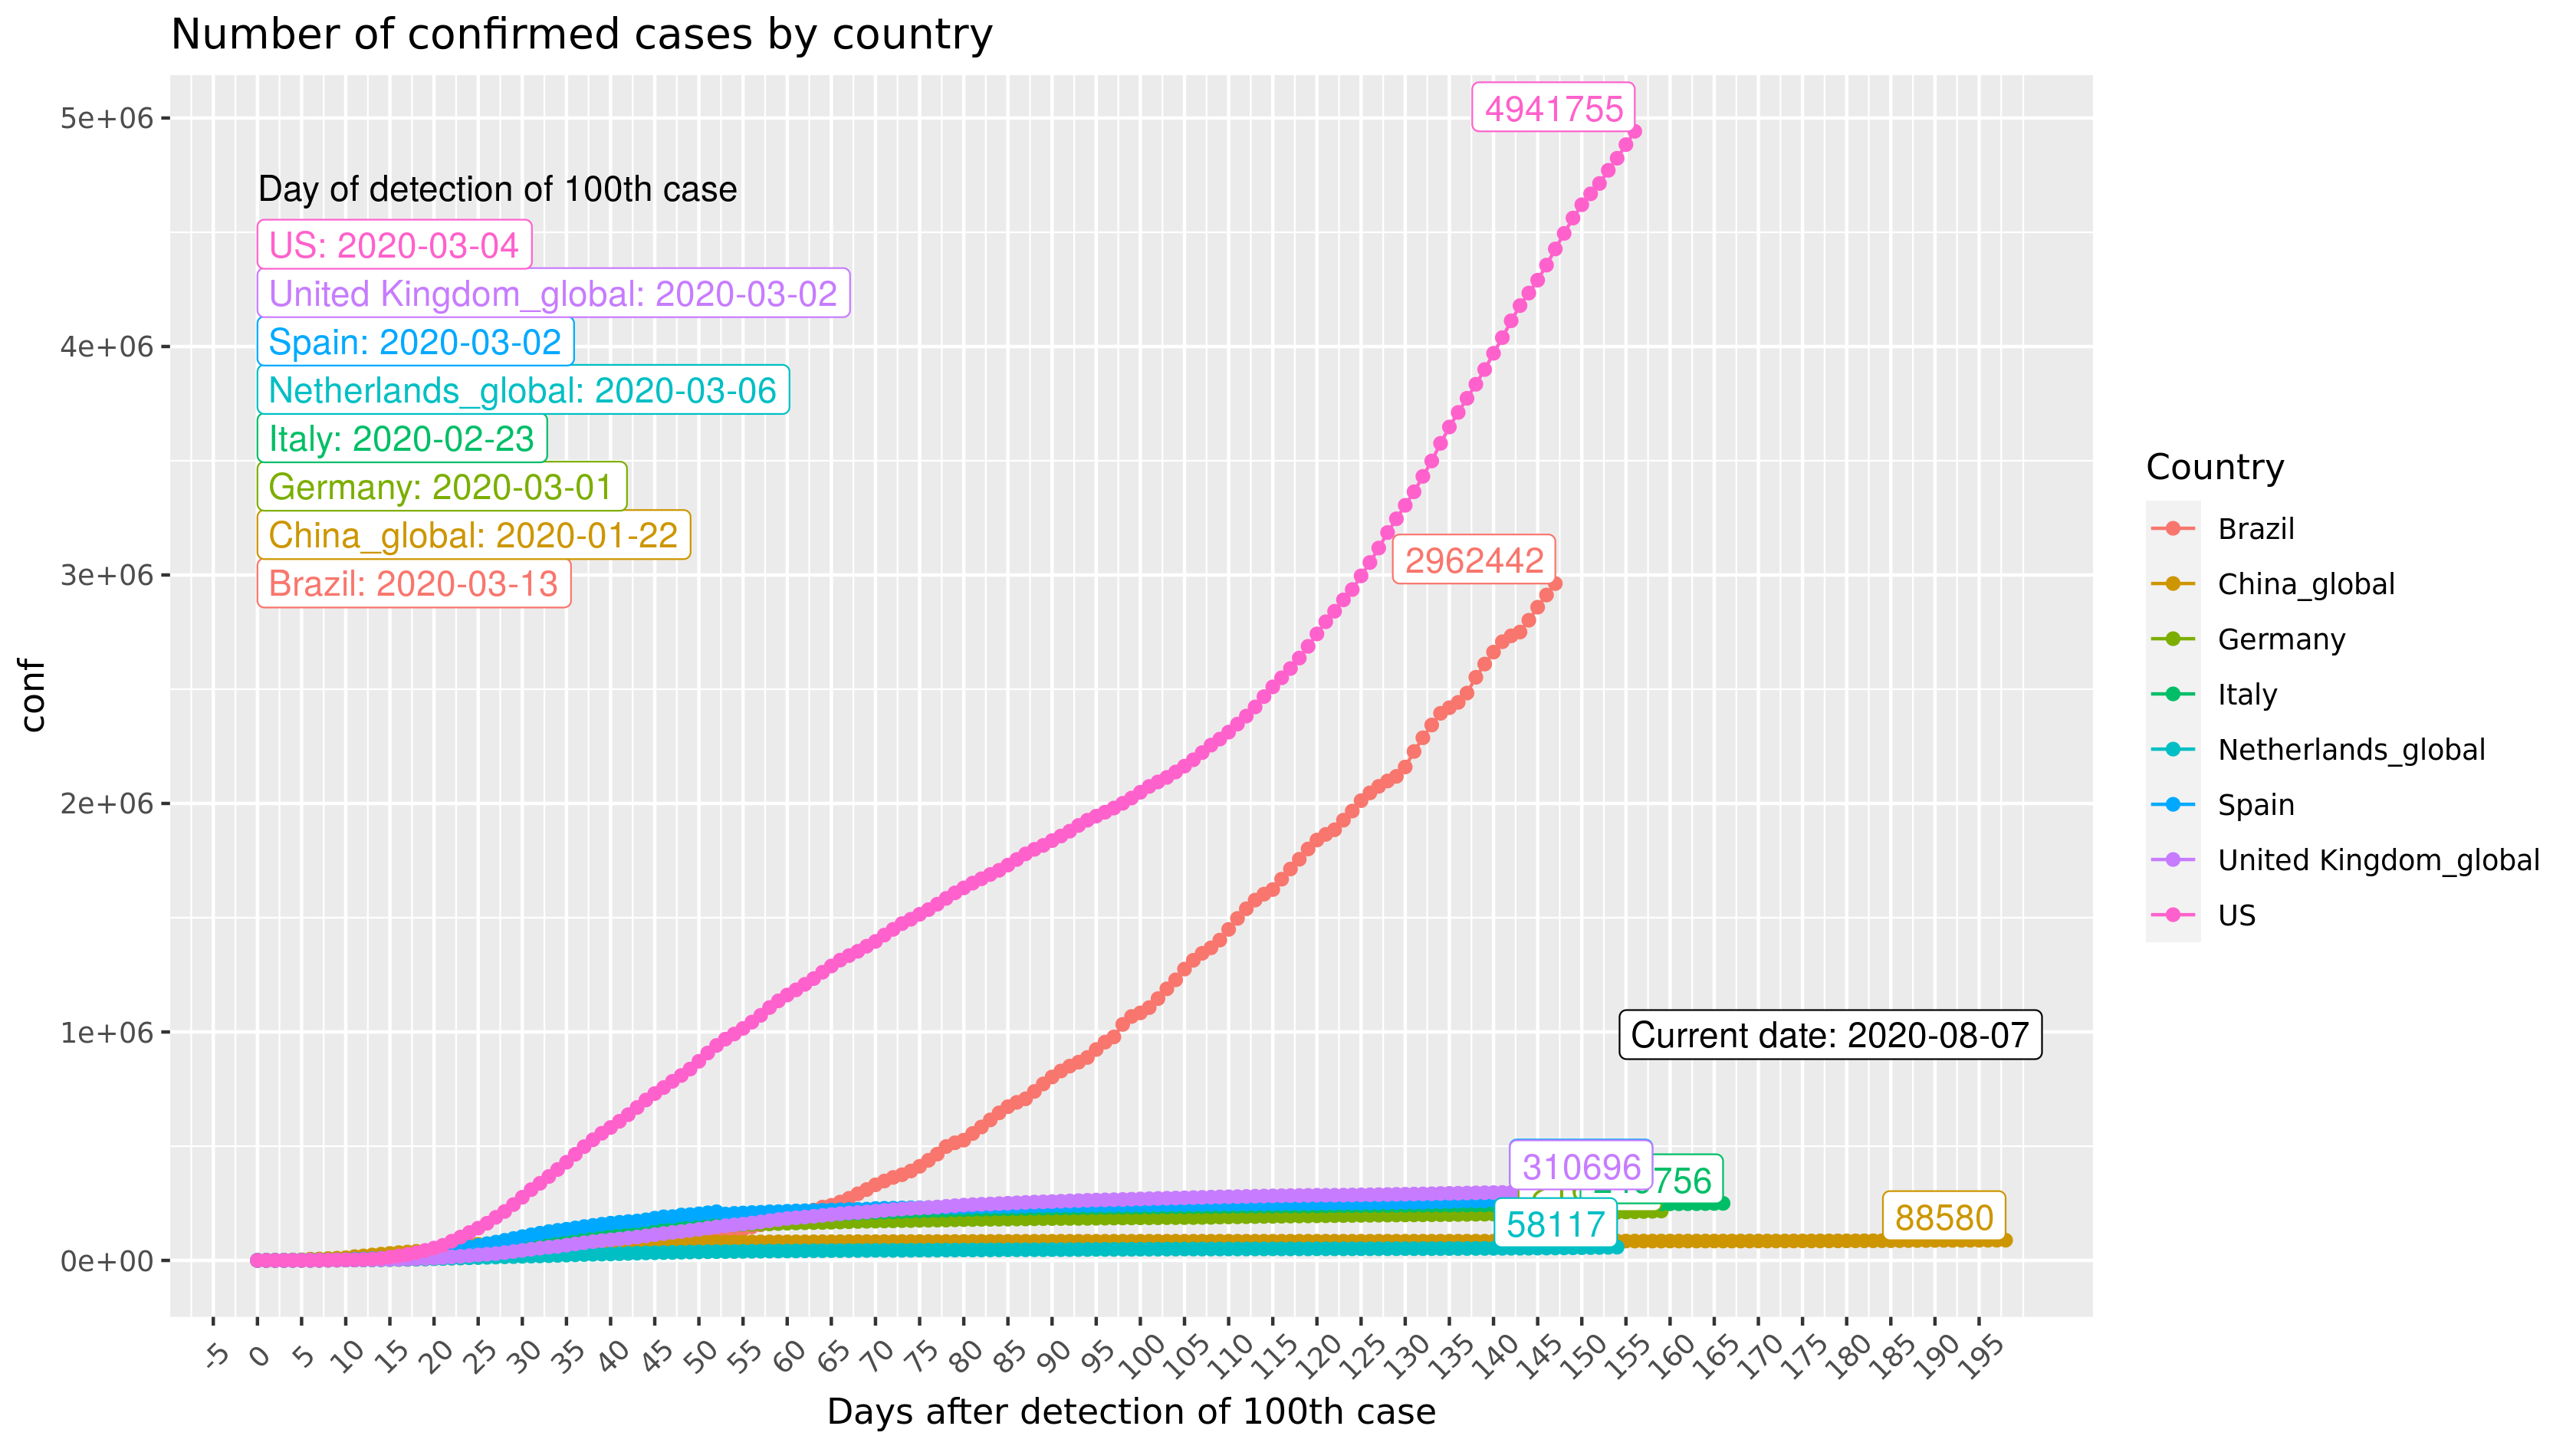 Number of confirmed cases by country
5e+06
4e+06
3e+06
2e+06
1e+06
0e+00
conf
4941755
Day of detection of 100th case
US: 2020-03-04
United Kingdom_global: 2020-03-02
Spain: 2020-03-02
Netherlands_global: 2020-03-06
Italy: 2020-02-23
Germany: 2020-03-01
China_global: 2020-01-22
Brazil: 2020-03-13
2962442
Current date: 2020-08-07
310696
58117
88580
-5 0 5 10 15 20 25 30 35 40 45 50 55 60 65 70 75 80 85 90 95 100 105 110 115 120 125 130 135 140 145 150 155 160 165 170 175 180 185 190 195
Days after detection of 100th case
Country
Brazil
China_global
Germany
Italy
Netherlands_global
Spain
United Kingdom_global
US